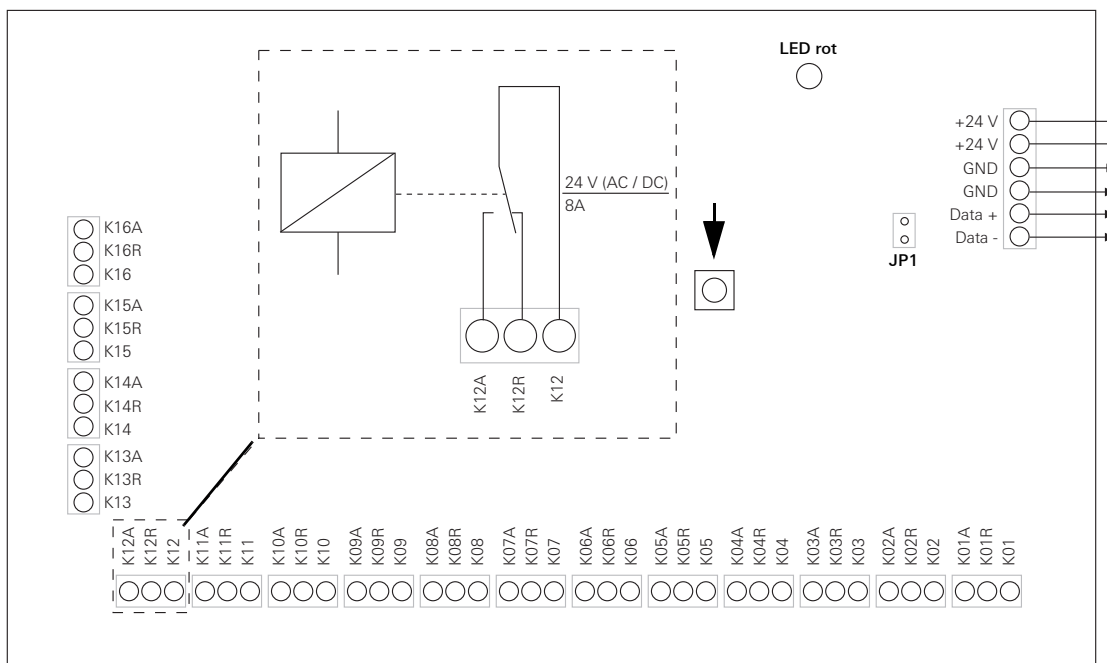 LED rot
+24 V
+24 V
GND
GND
Data +
Data -
JP1
24 V (AC / DC)
8A
K12A
K12R
K12
K16A
K16R
K16
K15A
K15R
K15
K14A
K14R
K14
K13A
K13R
K13
K12A
K12R
K12
K11A
K11R
K11
K10A
K10R
K10
K09A
K09R
K09
K08A
K08R
K08
K07A
K07R
K07
K06A
K06R
K06
K05A
K05R
K05
K04A
K04R
K04
K03A
K03R
K03
K02A
K02R
K02
K01A
K01R
K01